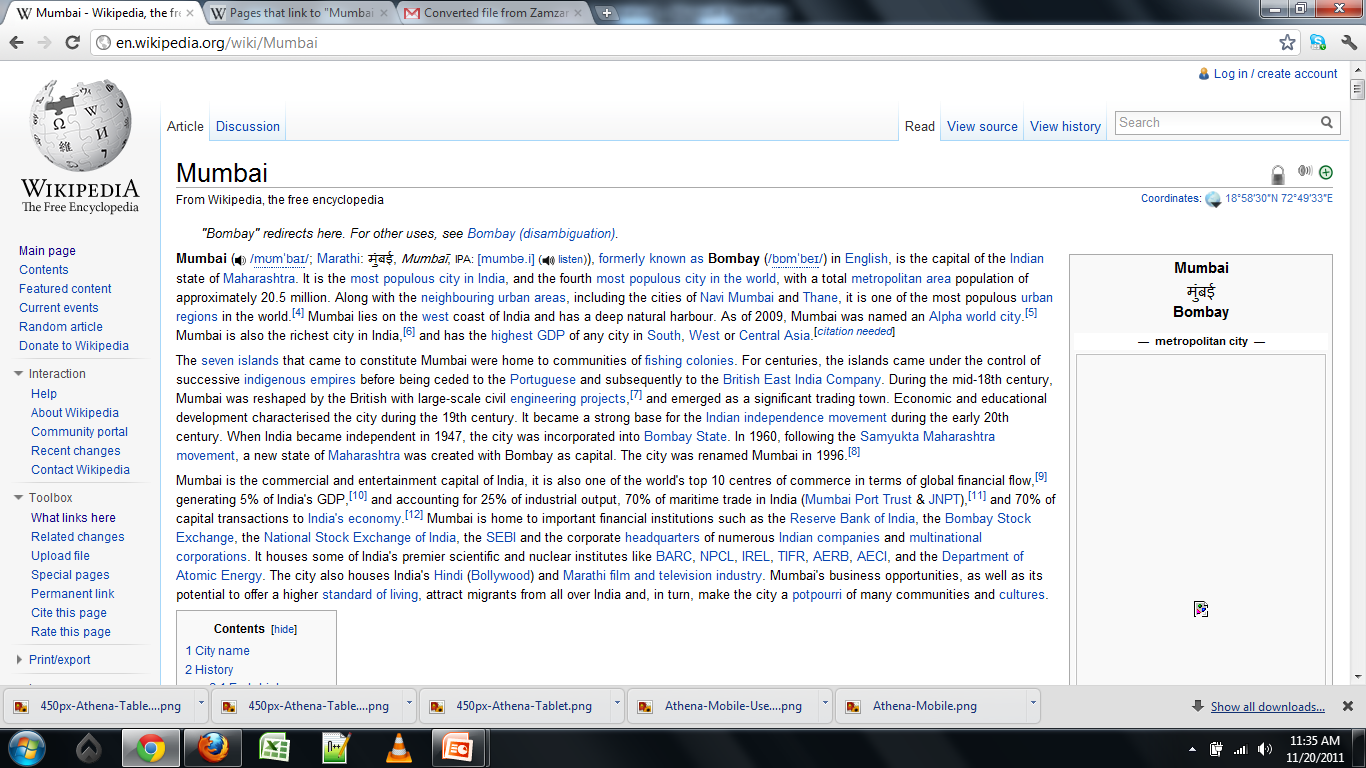 Mumbai - Wikipedia, the fre
Pages that link to "Mumbai
Converted file from Zamzar
en.wikipedia.org/wiki/Mumbai
Log in / create account
Article Discussion Read View source View history Search
WIKIPEDIA
The Free Encyclopedia
Main page
Contents
Featured content
Current events
Random article
Donate to Wikipedia
Interaction
Help
About Wikipedia
Community portal
Recent changes
Contact Wikipedia
Toolbox
What links here
Related changes
Upload file
Special pages
Permanent link
Cite this page
Rate this page
Print/export
Mumbai
From Wikipedia, the free encyclopedia
Coordinates: 18°58′30″N 72°49′33″E
"Bombay" redirects here. For other uses, see Bombay (disambiguation).
Mumbai (/mʊmˈbaɪ/; Marathi: मुंबई, Mumbaī, IPA: [mumbə.i] ( listen)), formerly known as Bombay (/bɒmˈbeɪ/) in English, is the capital of the Indian
state of Maharashtra. It is the most populous city in India, and the fourth most populous city in the world, with a total metropolitan area population of
approximately 20.5 million. Along with the neighbouring urban areas, including the cities of Navi Mumbai and Thane, it is one of the most populous urban
regions in the world.[4] Mumbai lies on the west coast of India and has a deep natural harbour. As of 2009, Mumbai was named an Alpha world city.[5]
Mumbai is also the richest city in India,[6] and has the highest GDP of any city in South, West or Central Asia.[citation needed]
The seven islands that came to constitute Mumbai were home to communities of fishing colonies. For centuries, the islands came under the control of
successive indigenous empires before being ceded to the Portuguese and subsequently to the British East India Company. During the mid-18th century,
Mumbai was reshaped by the British with large-scale civil engineering projects,[7] and emerged as a significant trading town. Economic and educational
development characterised the city during the 19th century. It became a strong base for the Indian independence movement during the early 20th
century. When India became independent in 1947, the city was incorporated into Bombay State. In 1960, following the Samyukta Maharashtra
movement, a new state of Maharashtra was created with Bombay as capital. The city was renamed Mumbai in 1996.[8]
Mumbai is the commercial and entertainment capital of India, it is also one of the world's top 10 centres of commerce in terms of global financial flow,[9]
generating 5% of India's GDP,[10] and accounting for 25% of industrial output, 70% of maritime trade in India (Mumbai Port Trust & JNPT),[11] and 70% of
capital transactions to India's economy.[12] Mumbai is home to important financial institutions such as the Reserve Bank of India, the Bombay Stock
Exchange, the National Stock Exchange of India, the SEBI and the corporate headquarters of numerous Indian companies and multinational
corporations. It houses some of India's premier scientific and nuclear institutes like BARC, NPCL, IREL, TIFR, AERB, AECI, and the Department of
Atomic Energy. The city also houses India's Hindi (Bollywood) and Marathi film and television industry. Mumbai's business opportunities, as well as its
potential to offer a higher standard of living, attract migrants from all over India and, in turn, make the city a potpourri of many communities and cultures.
Contents [hide]
1 City name
2 History
Mumbai
मुंबई
Bombay
— metropolitan city —
450px-Athena-Table....png
450px-Athena-Table....png
450px-Athena-Tablet.png
Athena-Mobile-Use....png
Athena-Mobile.png
Show all downloads...
11:35 AM
11/20/2011